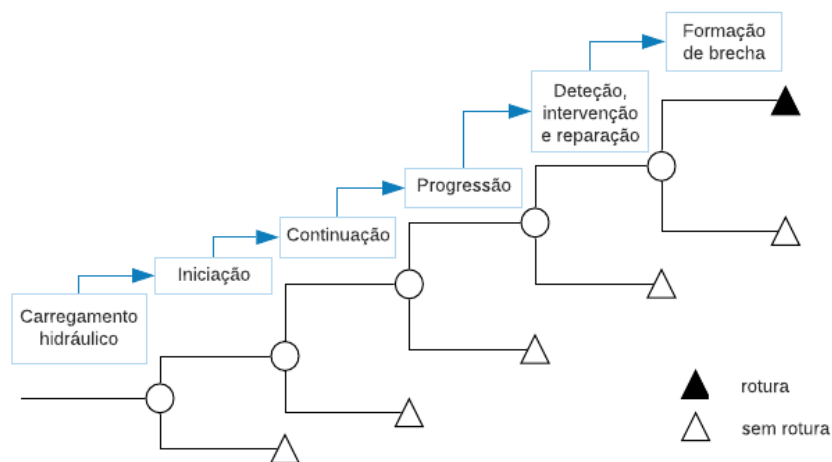 Formação
de brecha
Deteção,
intervenção
e reparação
Progressão
Continuação
Iniciação
Carregamento
hidráulico
rotura
sem rotura